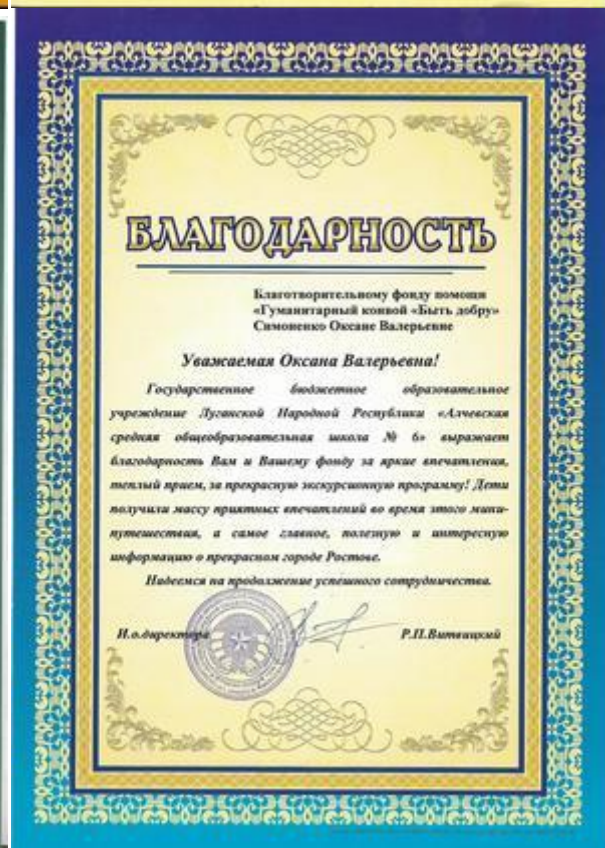 БЛАГОДАРНОСТЬ
Благотворительному фонду помощи
«Гуманитарный конвой «Быть добру»
Симоненко Оксане Валерьевне
Уважаемая Оксана Валерьевна!
Государственное бюджетное образовательное
учреждение Луганской Народной Республики «Алчевская
средняя общеобразовательная школа № 6» выражает
благодарность Вам и Вашему фонду за яркие впечатления,
теплый прием, за прекрасную экскурсионную программу! Дети
получили массу приятных впечатлений во время этого мини-
путешествия, а самое главное, полезную и интересную
информацию о прекрасном городе Ростове.
Надеемся на продолжение успешного сотрудничества.
И.о.директора Р.П.Витвицкий